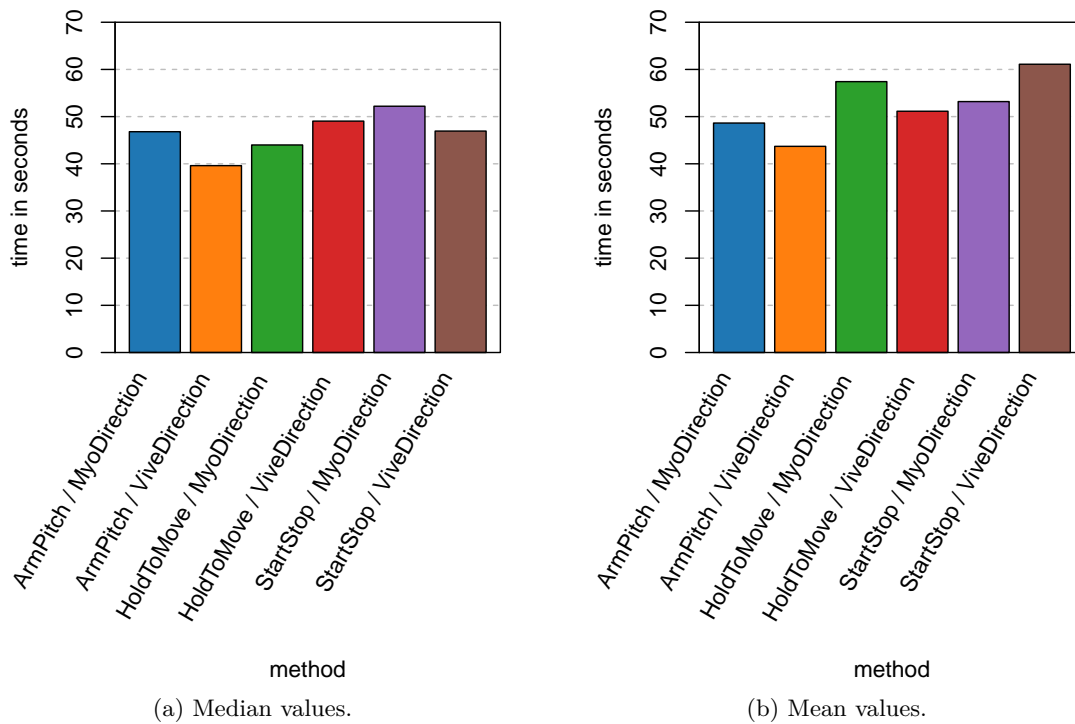 70
60
50
40
30
20
10
0
time in seconds
ArmPitch / MyoDirection
ArmPitch / ViveDirection
HoldToMove / MyoDirection
HoldToMove / ViveDirection
StartStop / MyoDirection
StartStop / ViveDirection
method
(a) Median values.
70
60
50
40
30
20
10
0
time in seconds
ArmPitch / MyoDirection
ArmPitch / ViveDirection
HoldToMove / MyoDirection
HoldToMove / ViveDirection
StartStop / MyoDirection
StartStop / ViveDirection
method
(b) Mean values.